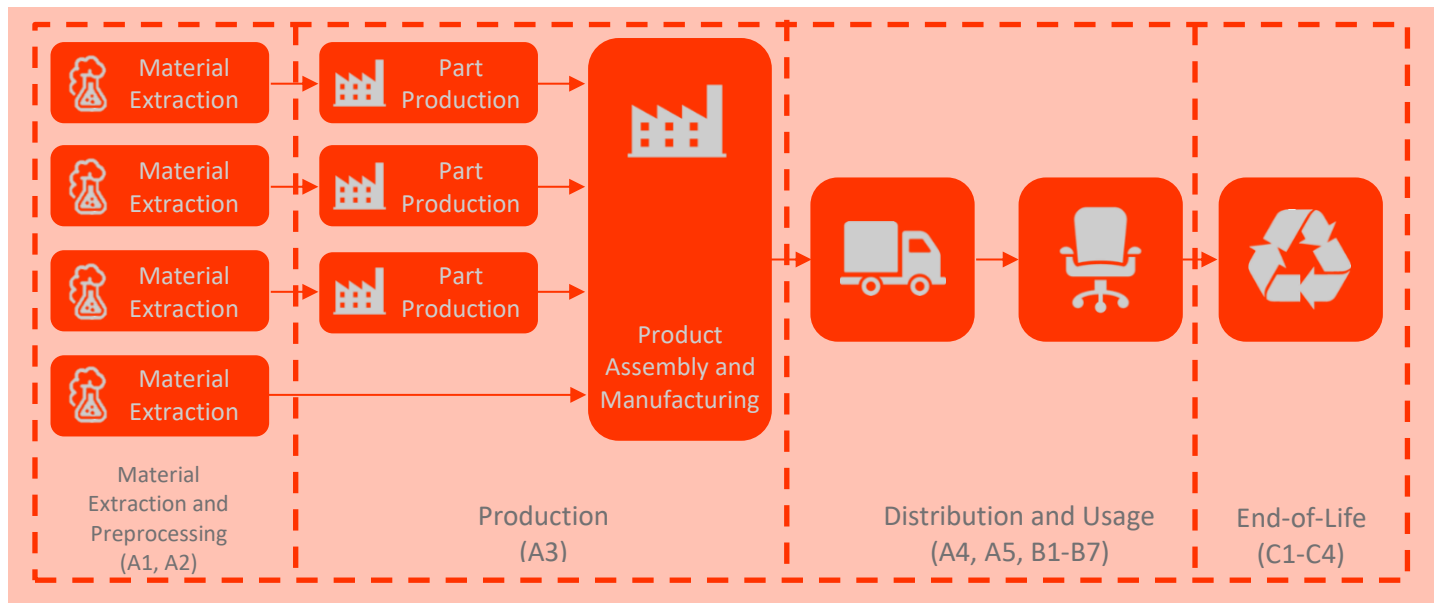 Material
Extraction
Part
Production
Material
Extraction
Part
Production
Material
Extraction
Part
Production
Material
Extraction
Product
Assembly and
Manufacturing
Material
Extraction and
Preprocessing
(A1, A2)
Production
(A3)
Distribution and Usage
(A4, A5, B1-B7)
End-of-Life
(C1-C4)